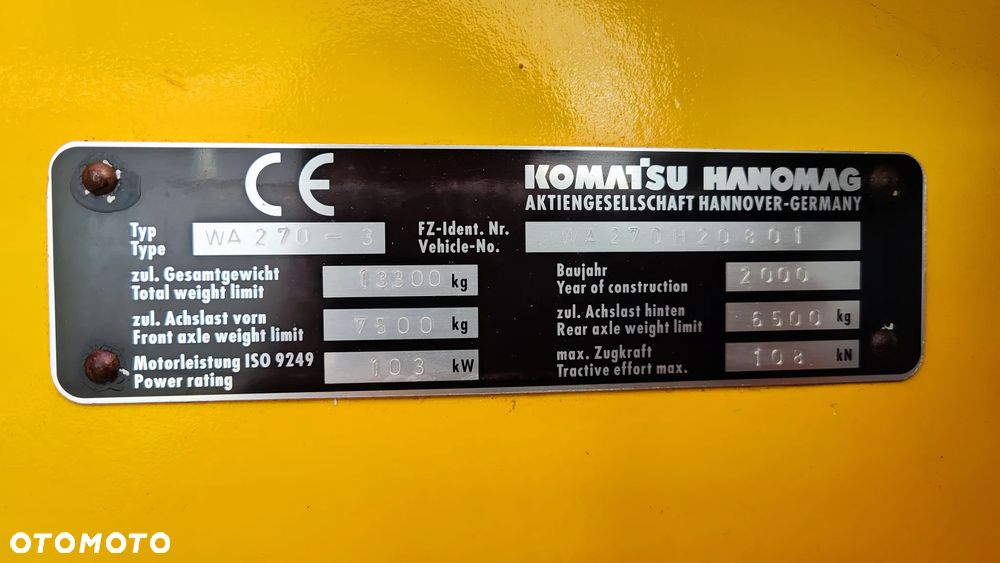 CE
KOMATSU HANOMAG
AKTIENGESELLSCHAFT HANNOVER-GERMANY
Typ
Type
WA270-3
FZ-Ident. Nr.
Vehicle-No.
WA270H20801
zul. Gesamtgewicht
Total weight limit
13300 kg
Baujahr
Year of construction
2000
zul. Achslast vorn
Front axle weight limit
7500 kg
zul. Achslast hinten
Rear axle weight limit
6500 kg
Motorleistung ISO 9249
Power rating
103 kW
max. Zugkraft
Tractive effort max.
108 kN
OTOMOTO